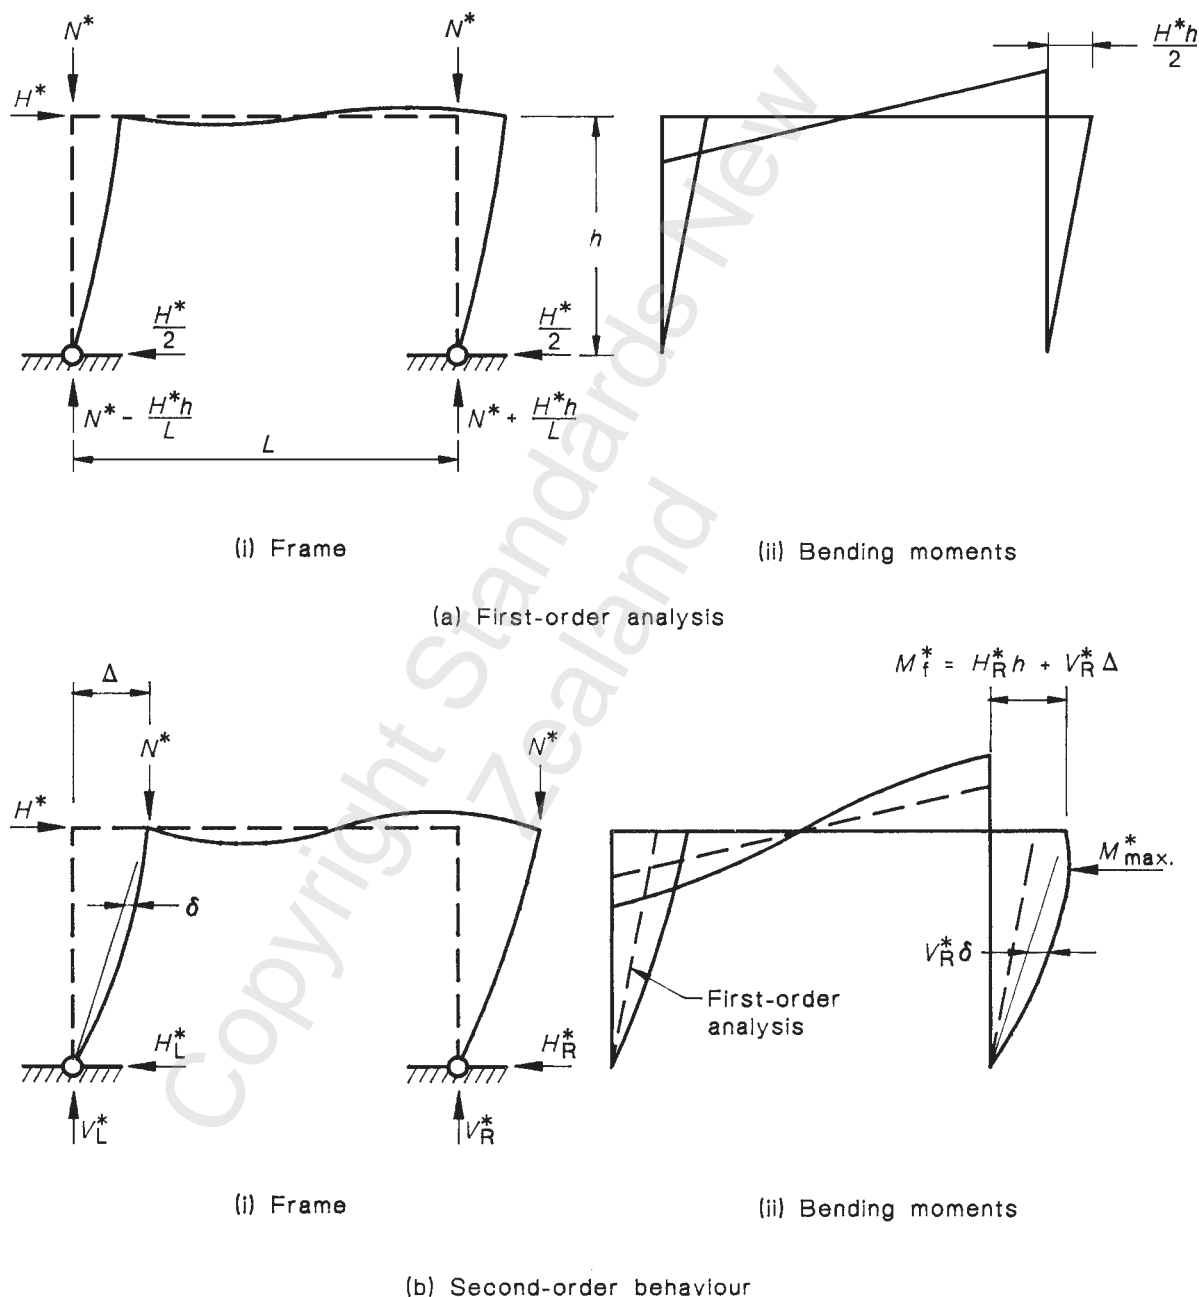 N* N* H*h/2
H*
h
H*/2 H*/2
N* - H*h/L N* + H*h/L
L
(i) Frame (ii) Bending moments
(a) First-order analysis
Δ M*f = H*R h + V*R Δ
N* N*
H*
M*max.
δ V*R δ
First-order
analysis
H*L H*R
V*L V*R
(i) Frame (ii) Bending moments
(b) Second-order behaviour
Copyright Standards New
Zealand